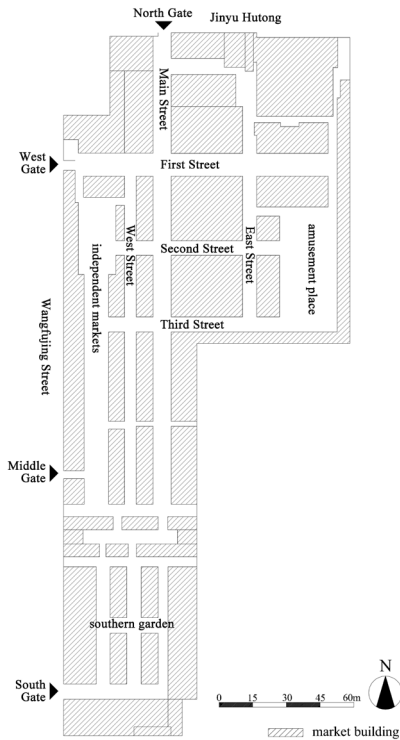 North Gate
Jinyu Hutong
Main Street
West
Gate
First Street
West Street
Second Street
East Street
amusement place
independent markets
Wangfujing Street
Third Street
Middle
Gate
southern garden
South
Gate
N
0 15 30 45 60m
market building